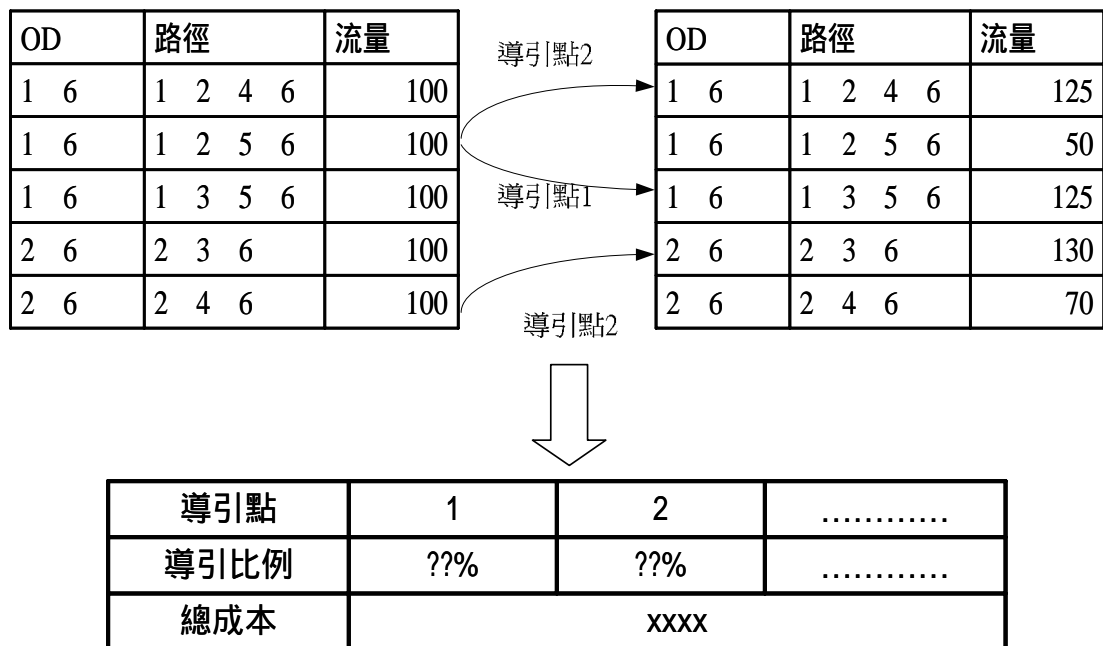 OD 路徑 流量
1 6 1 2 4 6 100
1 6 1 2 5 6 100
1 6 1 3 5 6 100
2 6 2 3 6 100
2 6 2 4 6 100
導引點2
導引點1
導引點2
OD 路徑 流量
1 6 1 2 4 6 125
1 6 1 2 5 6 50
1 6 1 3 5 6 125
2 6 2 3 6 130
2 6 2 4 6 70
導引點 1 2 …………
導引比例 ??% ??% …………
總成本 xxxx